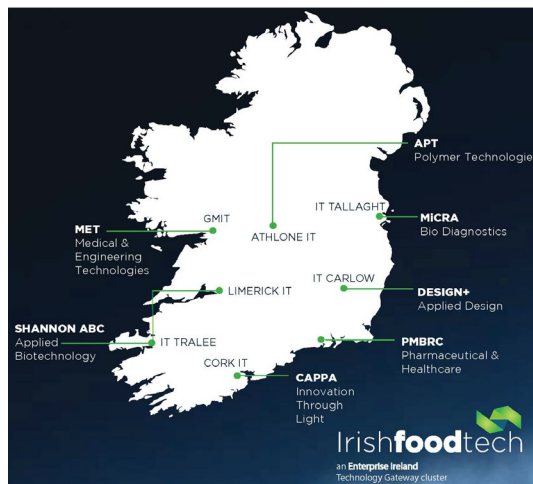 APT
Polymer Technologie
IT TALLAGHT
GMIT
MiCRA
Bio Diagnostics
MET
Medical &
Engineering
Technologies
ATHLONE IT
IT CARLOW
LIMERICK IT
DESIGN+
Applied Design
SHANNON ABC
Applied
Biotechnology
IT TRALEE
PMBRC
Pharmaceutical &
Healthcare
CORK IT
CAPPA
Innovation
Through
Light
Irishfoodtech
an Enterprise Ireland
Technology Gateway cluster